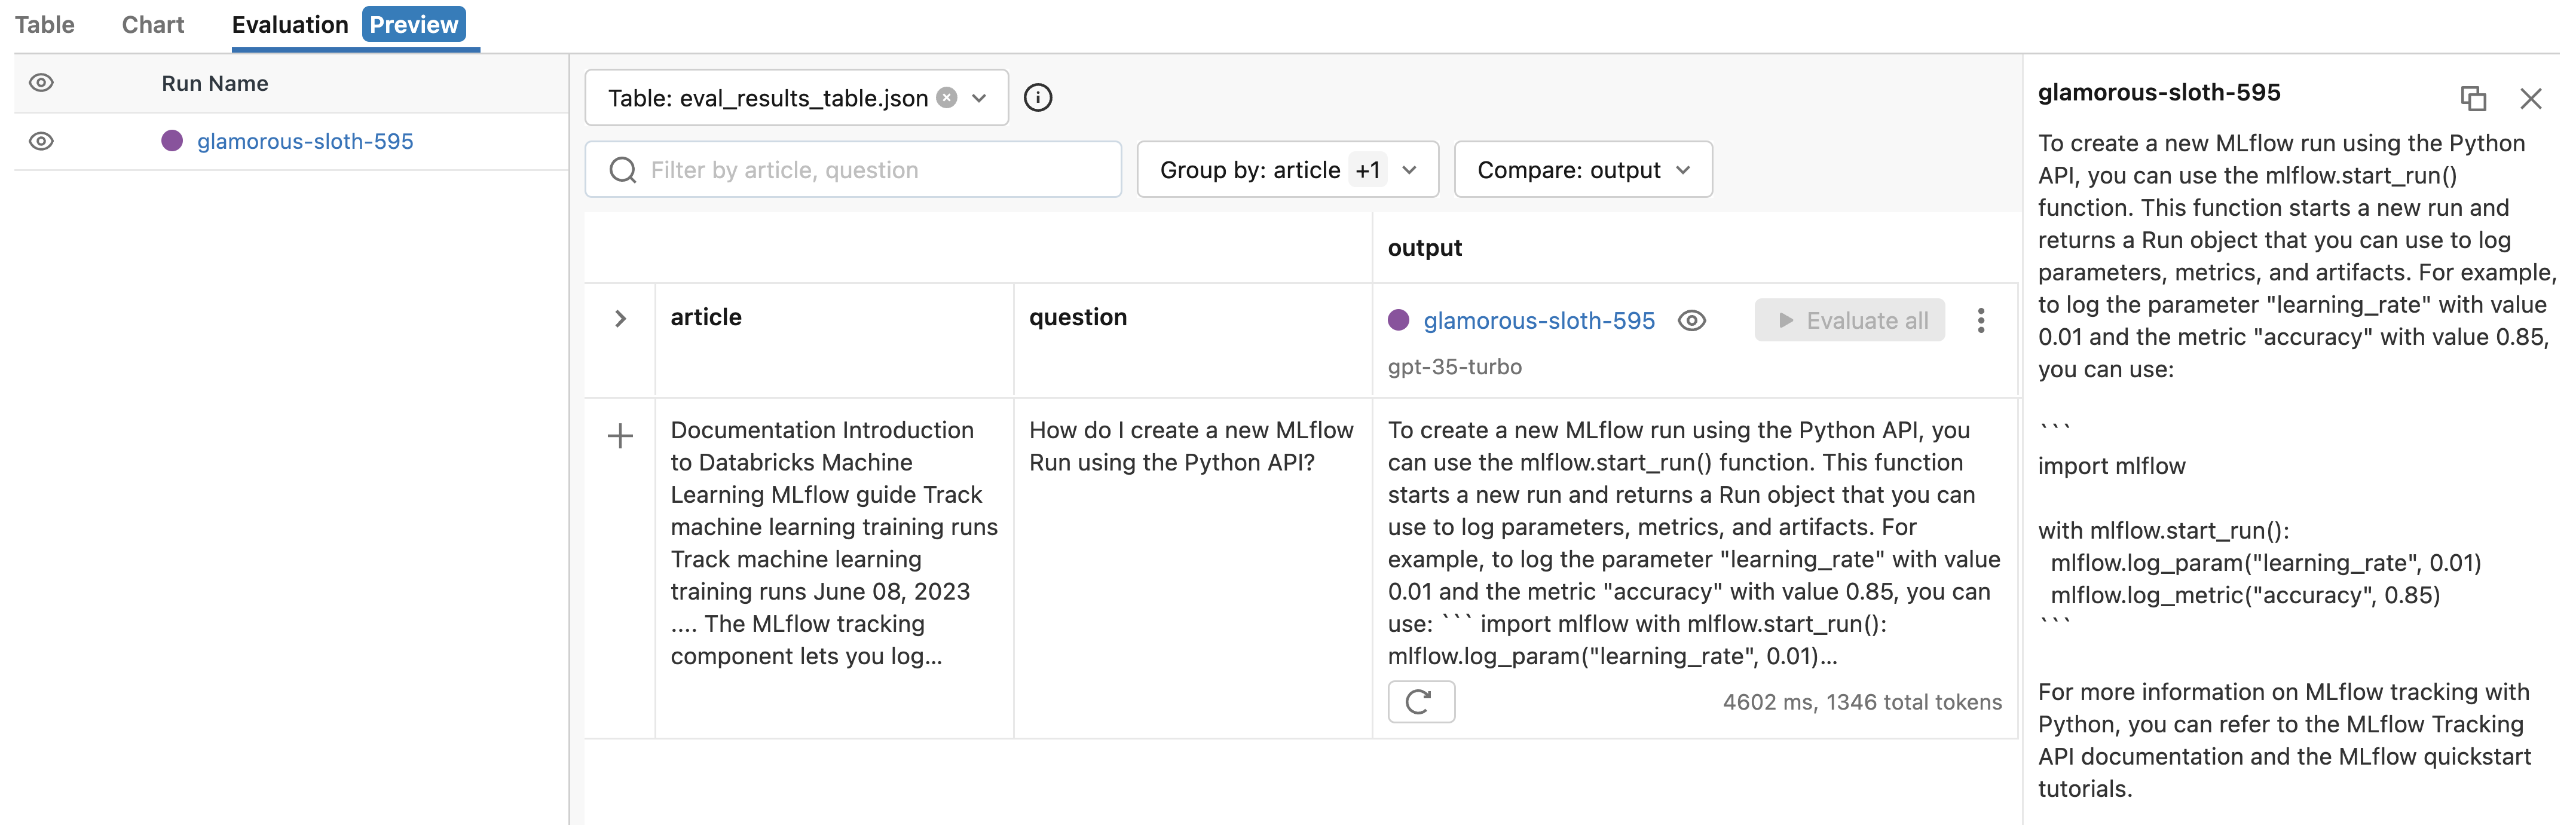 Table
Chart
Evaluation
Preview
Run Name
glamorous-sloth-595
Table: eval_results_table.json
Filter by article, question
Group by: article +1
Compare: output
output
article
question
glamorous-sloth-595
Evaluate all
gpt-35-turbo
Documentation Introduction
to Databricks Machine
Learning MLflow guide Track
machine learning training runs
Track machine learning
training runs June 08, 2023
.... The MLflow tracking
component lets you log...
How do I create a new MLflow
Run using the Python API?
To create a new MLflow run using the Python API, you
can use the mlflow.start_run() function. This function
starts a new run and returns a Run object that you can
use to log parameters, metrics, and artifacts. For
example, to log the parameter "learning_rate" with value
0.01 and the metric "accuracy" with value 0.85, you can
use: ``` import mlflow with mlflow.start_run():
mlflow.log_param("learning_rate", 0.01)...
4602 ms, 1346 total tokens
glamorous-sloth-595
To create a new MLflow run using the Python
API, you can use the mlflow.start_run()
function. This function starts a new run and
returns a Run object that you can use to log
parameters, metrics, and artifacts. For example,
to log the parameter "learning_rate" with value
0.01 and the metric "accuracy" with value 0.85,
you can use:
```
import mlflow
with mlflow.start_run():
mlflow.log_param("learning_rate", 0.01)
mlflow.log_metric("accuracy", 0.85)
```
For more information on MLflow tracking with
Python, you can refer to the MLflow Tracking
API documentation and the MLflow quickstart
tutorials.